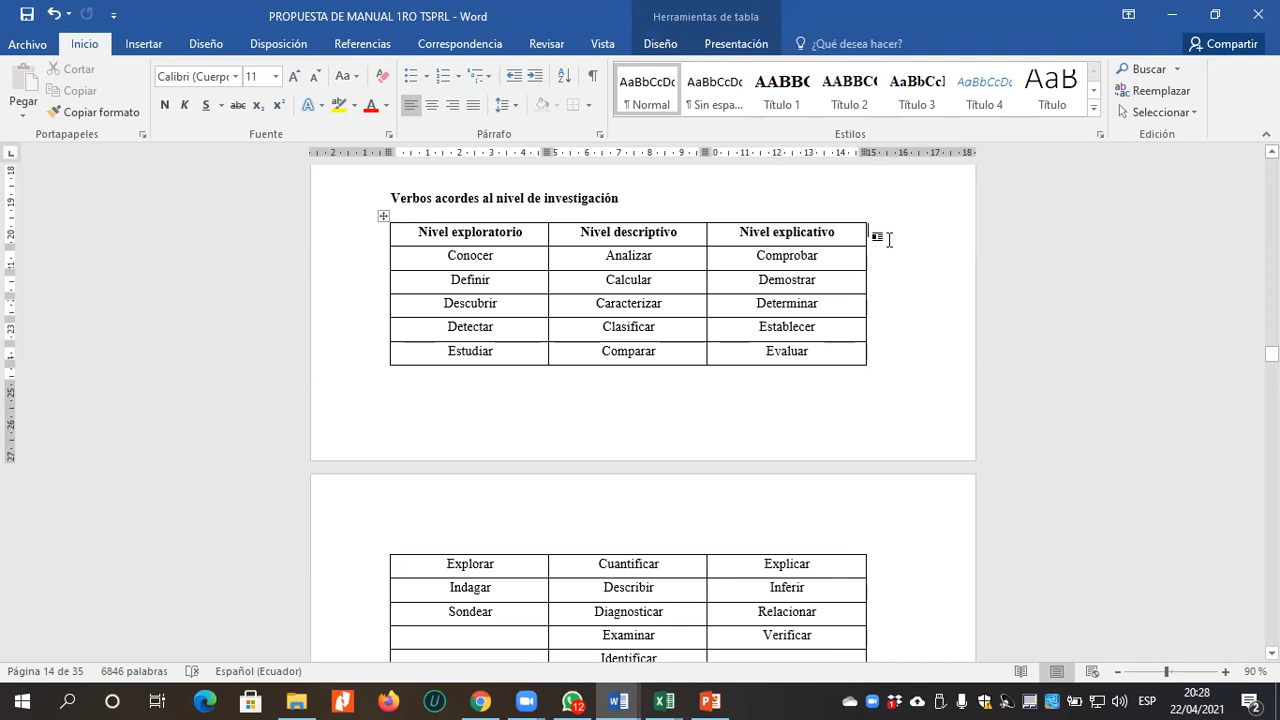 PROPUESTA DE MANUAL 1RO TSPRL - Word
Herramientas de tabla
Archivo Inicio Insertar Diseño Disposición Referencias Correspondencia Revisar Vista Diseño Presentación ¿Qué desea hacer? Compartir
Pegar
Cortar
Copiar
Copiar formato
Portapapeles
Calibri (Cuerpo 11
Fuente
Párrafo
AaBbCcDc AaBbCcDc AABBC AABBC AaBbCcI AaBbCcDc AaB
¶ Normal ¶ Sin espa... Título 1 Título 2 Título 3 Título 4 Título
Estilos
Buscar
Reemplazar
Seleccionar
Edición
Verbos acordes al nivel de investigación
Nivel exploratorio Nivel descriptivo Nivel explicativo
Conocer Analizar Comprobar
Definir Calcular Demostrar
Descubrir Caracterizar Determinar
Detectar Clasificar Establecer
Estudiar Comparar Evaluar
Explorar Cuantificar Explicar
Indagar Describir Inferir
Sondear Diagnosticar Relacionar
Examinar Verificar
Identificar
Página 14 de 35 6846 palabras Español (Ecuador) 90 %
12
ESP
20:28
22/04/2021
2